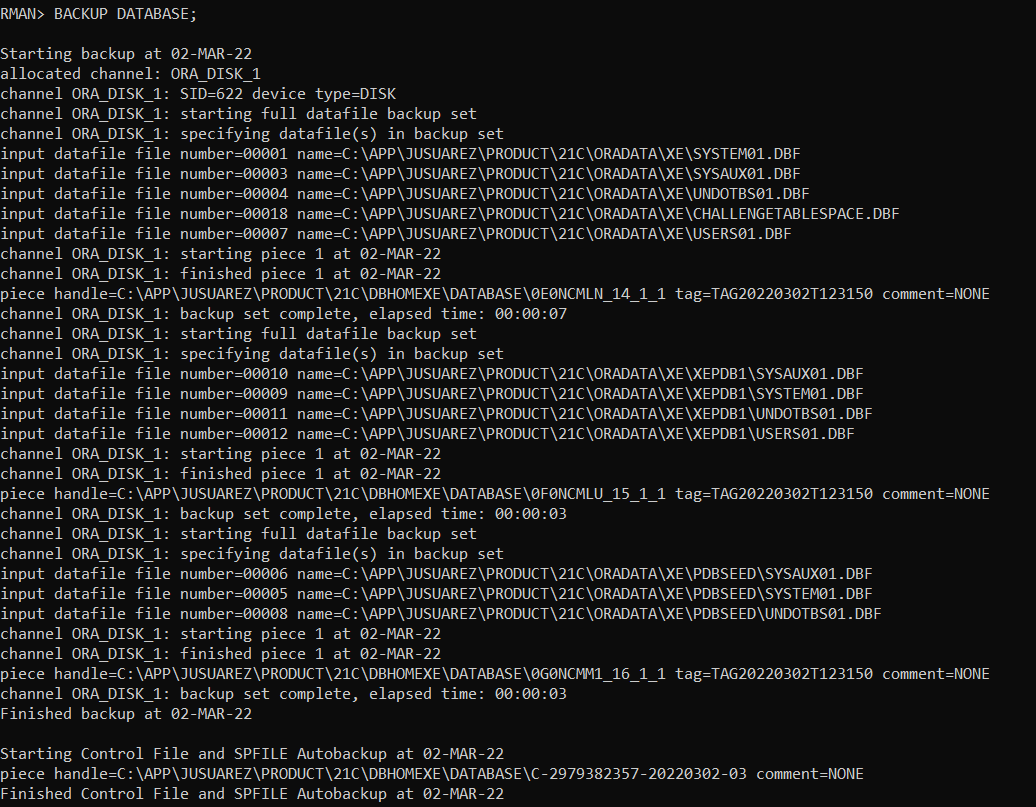 RMAN> BACKUP DATABASE;
Starting backup at 02-MAR-22
allocated channel: ORA_DISK_1
channel ORA_DISK_1: SID=622 device type=DISK
channel ORA_DISK_1: starting full datafile backup set
channel ORA_DISK_1: specifying datafile(s) in backup set
input datafile file number=00001 name=C:\APP\JUSUAREZ\PRODUCT\21C\ORADATA\XE\SYSTEM01.DBF
input datafile file number=00003 name=C:\APP\JUSUAREZ\PRODUCT\21C\ORADATA\XE\SYSAUX01.DBF
input datafile file number=00004 name=C:\APP\JUSUAREZ\PRODUCT\21C\ORADATA\XE\UNDOTBS01.DBF
input datafile file number=00018 name=C:\APP\JUSUAREZ\PRODUCT\21C\ORADATA\XE\CHALLENGETABLESPACE.DBF
input datafile file number=00007 name=C:\APP\JUSUAREZ\PRODUCT\21C\ORADATA\XE\USERS01.DBF
channel ORA_DISK_1: starting piece 1 at 02-MAR-22
channel ORA_DISK_1: finished piece 1 at 02-MAR-22
piece handle=C:\APP\JUSUAREZ\PRODUCT\21C\DBHOMEXE\DATABASE\0E0NCMLN_14_1_1 tag=TAG20220302T123150 comment=NONE
channel ORA_DISK_1: backup set complete, elapsed time: 00:00:07
channel ORA_DISK_1: starting full datafile backup set
channel ORA_DISK_1: specifying datafile(s) in backup set
input datafile file number=00010 name=C:\APP\JUSUAREZ\PRODUCT\21C\ORADATA\XE\XEPDB1\SYSAUX01.DBF
input datafile file number=00009 name=C:\APP\JUSUAREZ\PRODUCT\21C\ORADATA\XE\XEPDB1\SYSTEM01.DBF
input datafile file number=00011 name=C:\APP\JUSUAREZ\PRODUCT\21C\ORADATA\XE\XEPDB1\UNDOTBS01.DBF
input datafile file number=00012 name=C:\APP\JUSUAREZ\PRODUCT\21C\ORADATA\XE\XEPDB1\USERS01.DBF
channel ORA_DISK_1: starting piece 1 at 02-MAR-22
channel ORA_DISK_1: finished piece 1 at 02-MAR-22
piece handle=C:\APP\JUSUAREZ\PRODUCT\21C\DBHOMEXE\DATABASE\0F0NCMLU_15_1_1 tag=TAG20220302T123150 comment=NONE
channel ORA_DISK_1: backup set complete, elapsed time: 00:00:03
channel ORA_DISK_1: starting full datafile backup set
channel ORA_DISK_1: specifying datafile(s) in backup set
input datafile file number=00006 name=C:\APP\JUSUAREZ\PRODUCT\21C\ORADATA\XE\PDBSEED\SYSAUX01.DBF
input datafile file number=00005 name=C:\APP\JUSUAREZ\PRODUCT\21C\ORADATA\XE\PDBSEED\SYSTEM01.DBF
input datafile file number=00008 name=C:\APP\JUSUAREZ\PRODUCT\21C\ORADATA\XE\PDBSEED\UNDOTBS01.DBF
channel ORA_DISK_1: starting piece 1 at 02-MAR-22
channel ORA_DISK_1: finished piece 1 at 02-MAR-22
piece handle=C:\APP\JUSUAREZ\PRODUCT\21C\DBHOMEXE\DATABASE\0G0NCMM1_16_1_1 tag=TAG20220302T123150 comment=NONE
channel ORA_DISK_1: backup set complete, elapsed time: 00:00:03
Finished backup at 02-MAR-22
Starting Control File and SPFILE Autobackup at 02-MAR-22
piece handle=C:\APP\JUSUAREZ\PRODUCT\21C\DBHOMEXE\DATABASE\C-2979382357-20220302-03 comment=NONE
Finished Control File and SPFILE Autobackup at 02-MAR-22